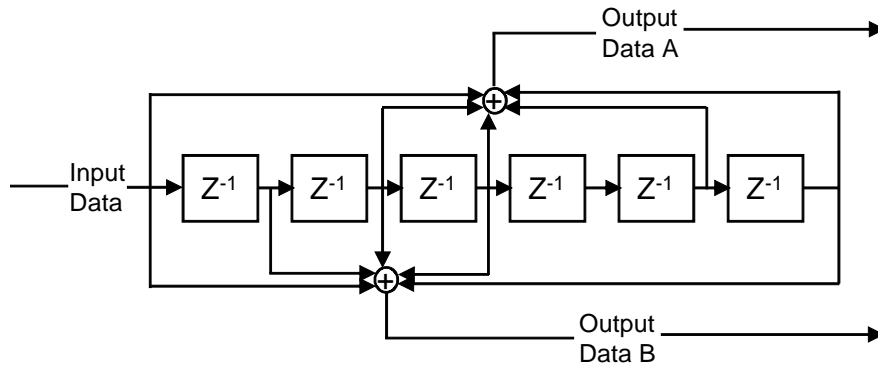 Output
Data A
+
Input
Data
Z-1
Z-1
Z-1
Z-1
Z-1
Z-1
+
Output
Data B